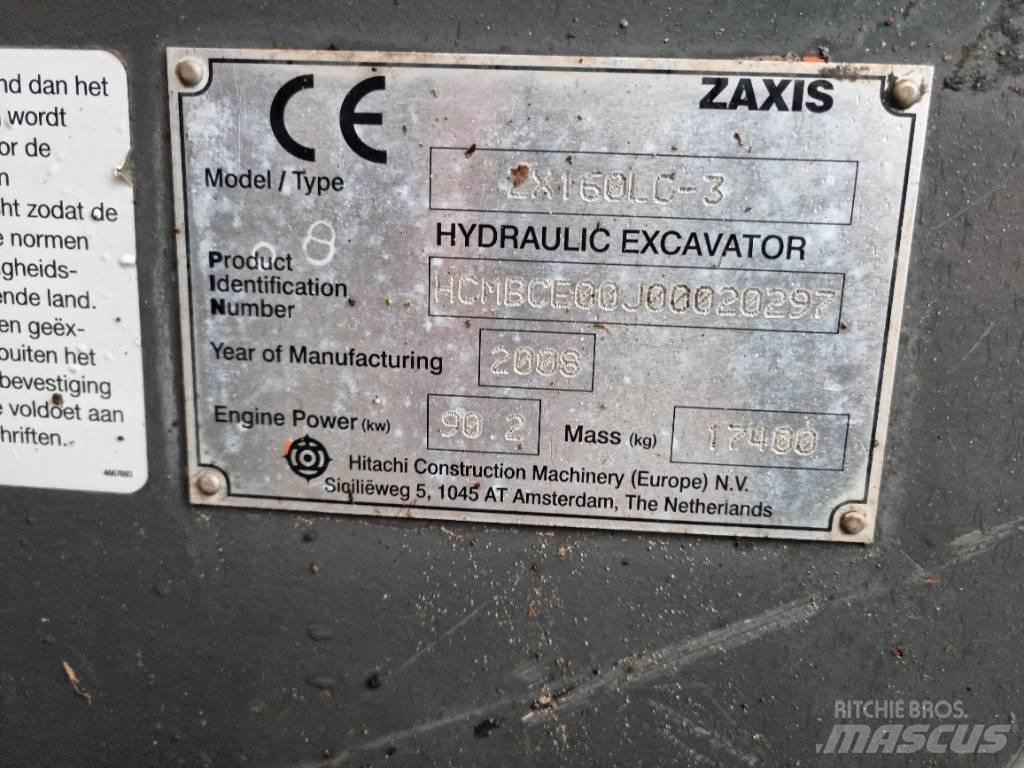 nd dan het
wordt
or de
n
ht zodat de
e normen
gheids-
ende land.
en geëx-
ouiten het
bevestiging
e voldoet aan
hriften.
4667693
CE
ZAXIS
Model / Type
ZX160LC-3
HYDRAULIC EXCAVATOR
Product
Identification
Number
HCMBCE00J00020297
Year of Manufacturing
2008
Engine Power (kw)
90.2
Mass (kg)
17400
Hitachi Construction Machinery (Europe) N.V.
Siciliëweg 5, 1045 AT Amsterdam, The Netherlands
RITCHIE BROS.
MASCUS